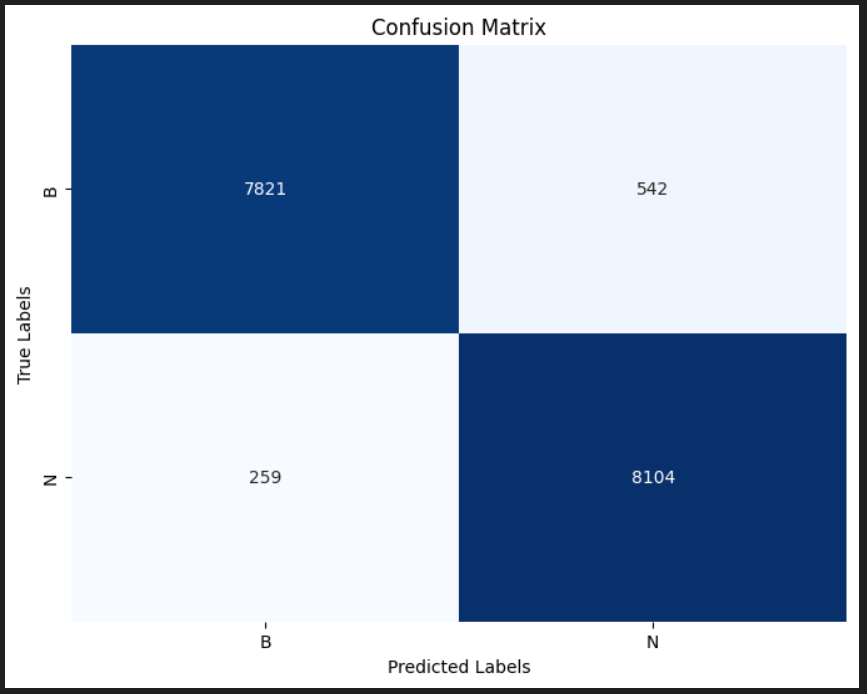 Confusion Matrix
True Labels
B
7821
542
N
259
8104
B
N
Predicted Labels